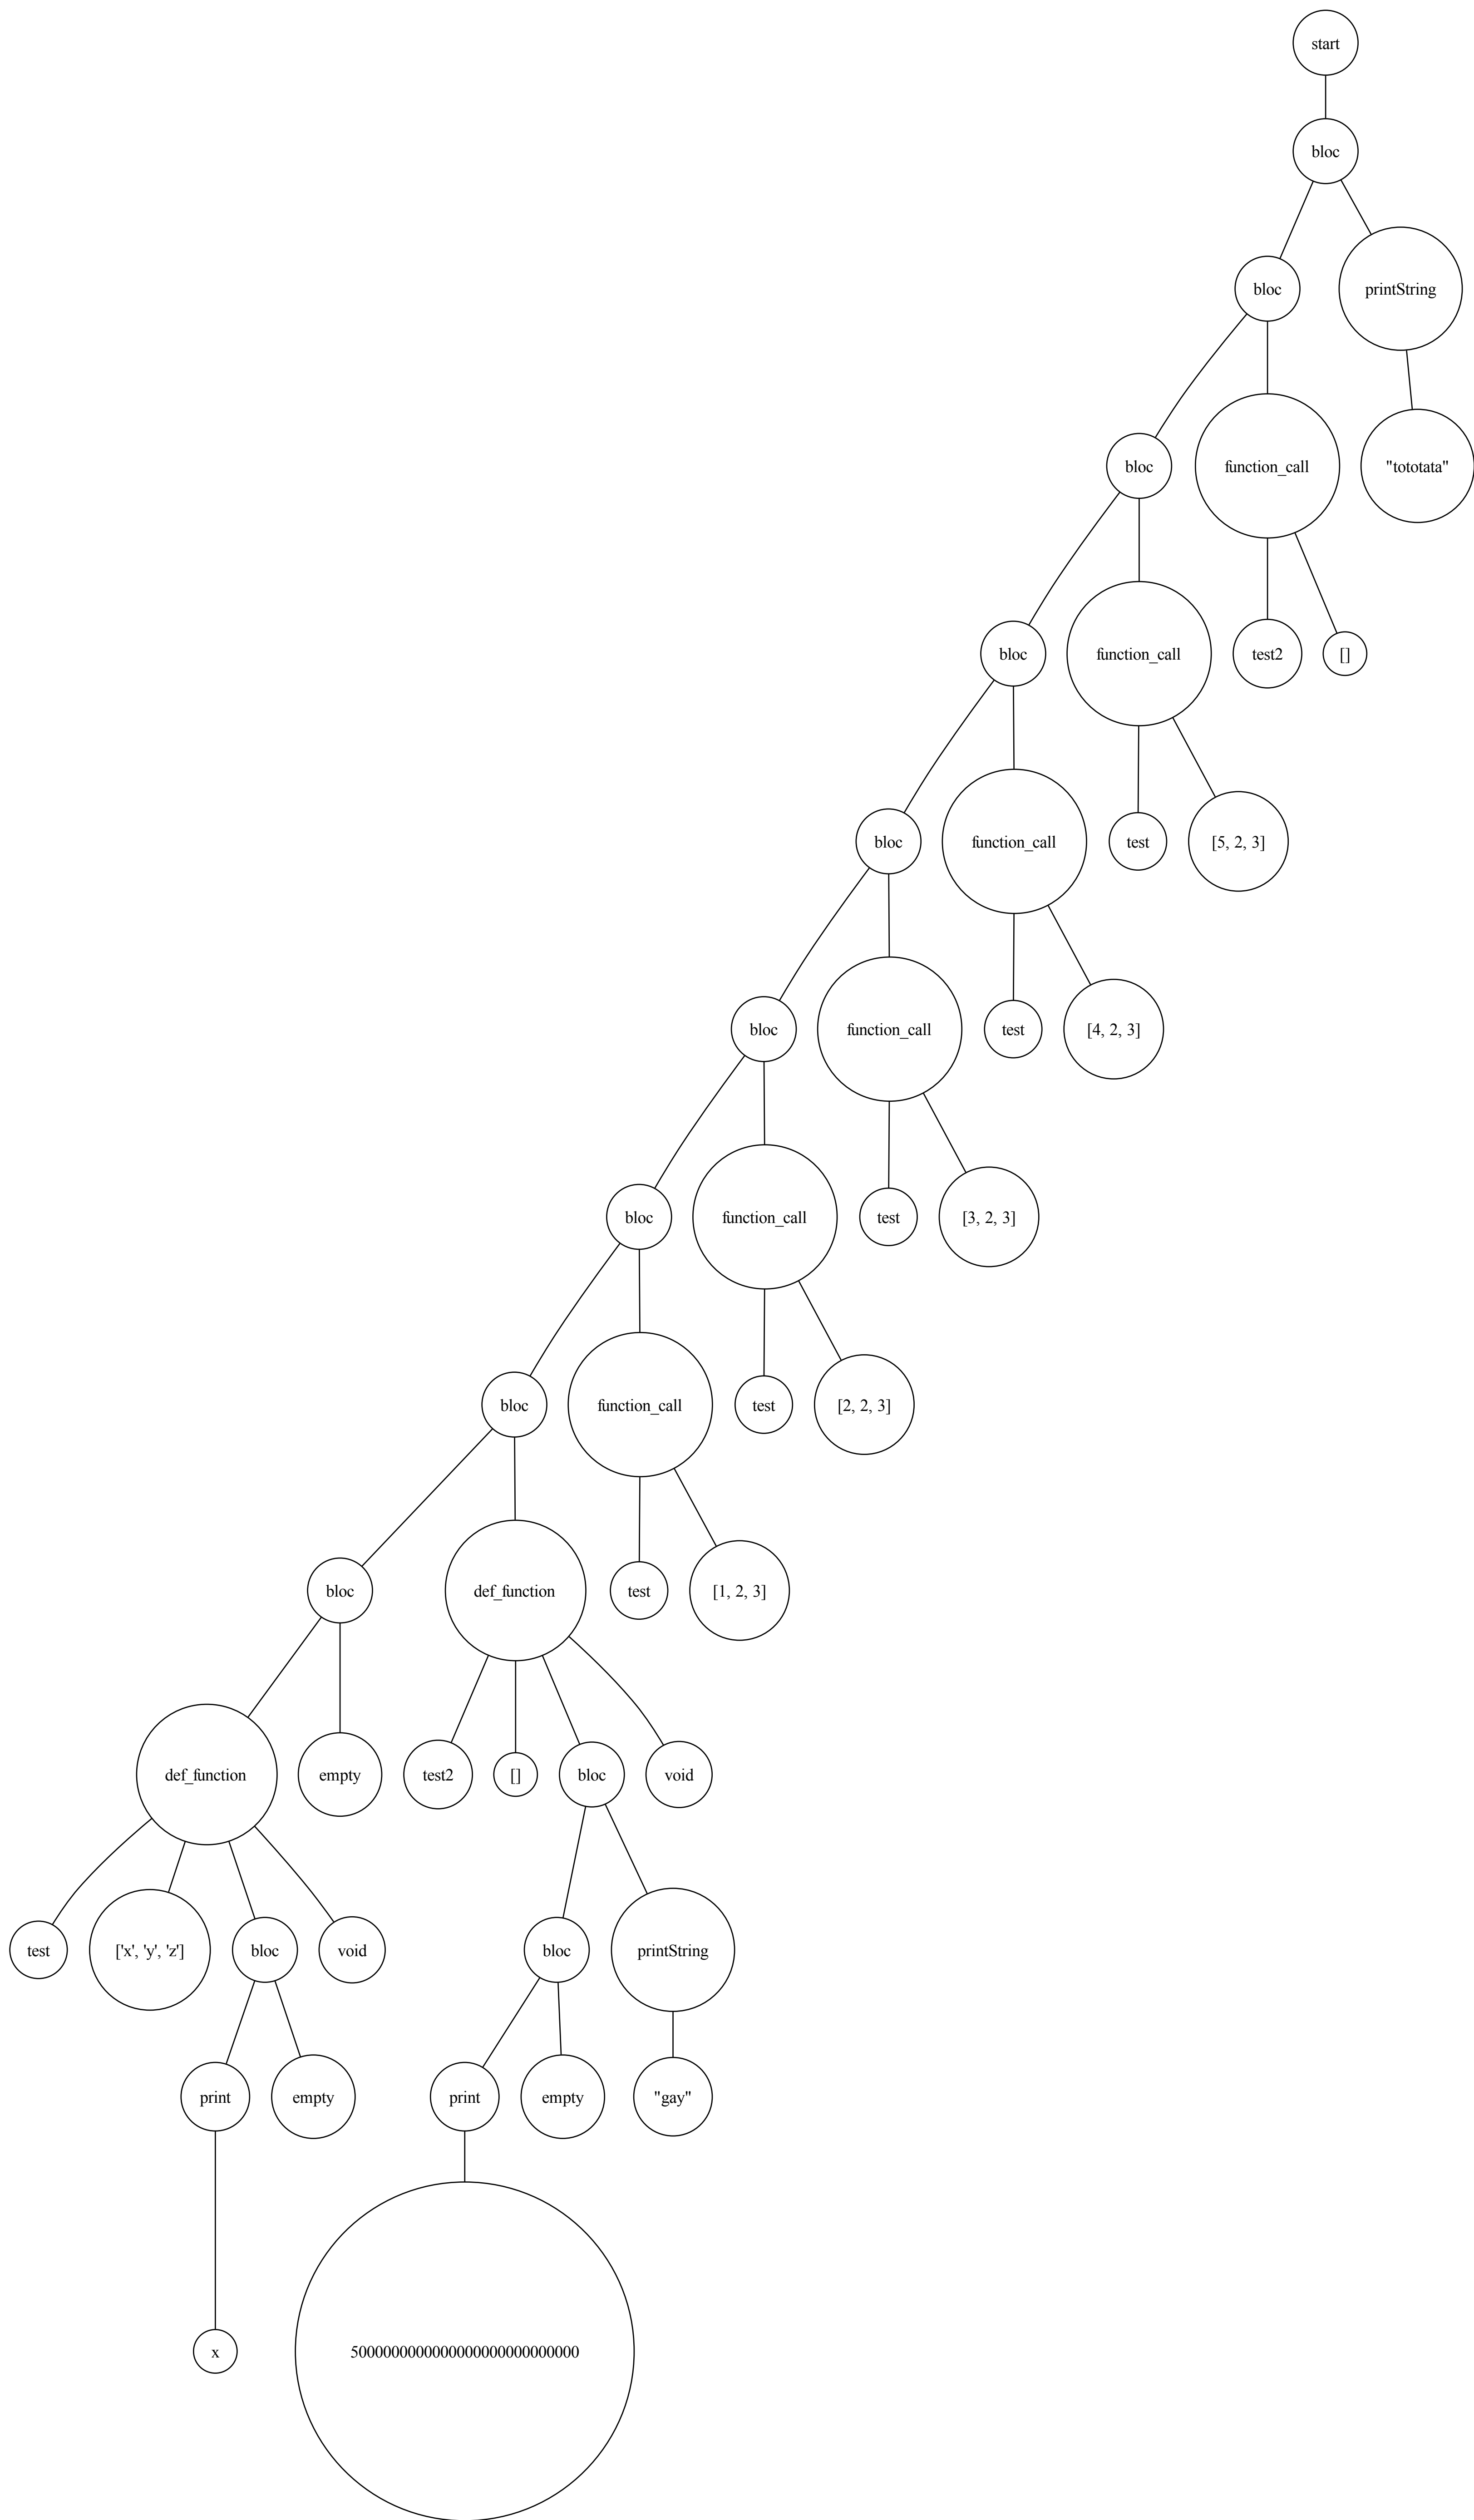 start
bloc
bloc
printString
bloc
function_call
"tototata"
bloc
function_call
test2
[]
bloc
function_call
test
[5, 2, 3]
bloc
function_call
test
[4, 2, 3]
bloc
function_call
test
[3, 2, 3]
bloc
function_call
test
[2, 2, 3]
bloc
def_function
test
[1, 2, 3]
def_function
empty
test2
[]
bloc
void
test
['x', 'y', 'z']
bloc
void
bloc
printString
print
empty
print
empty
"gay"
x
5000000000000000000000000000